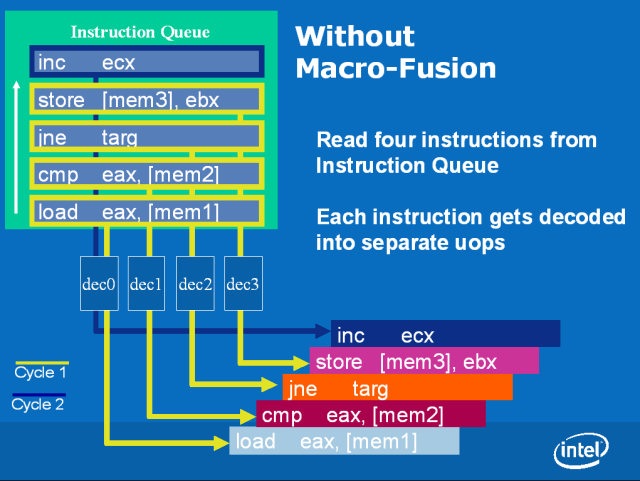 Instruction Queue
inc ecx
store [mem3], ebx
jne targ
cmp eax, [mem2]
load eax, [mem1]
Without
Macro-Fusion
Read four instructions from
Instruction Queue
Each instruction gets decoded
into separate uops
dec0 dec1 dec2 dec3
inc ecx
store [mem3], ebx
jne targ
cmp eax, [mem2]
load eax, [mem1]
Cycle 1
Cycle 2
intel